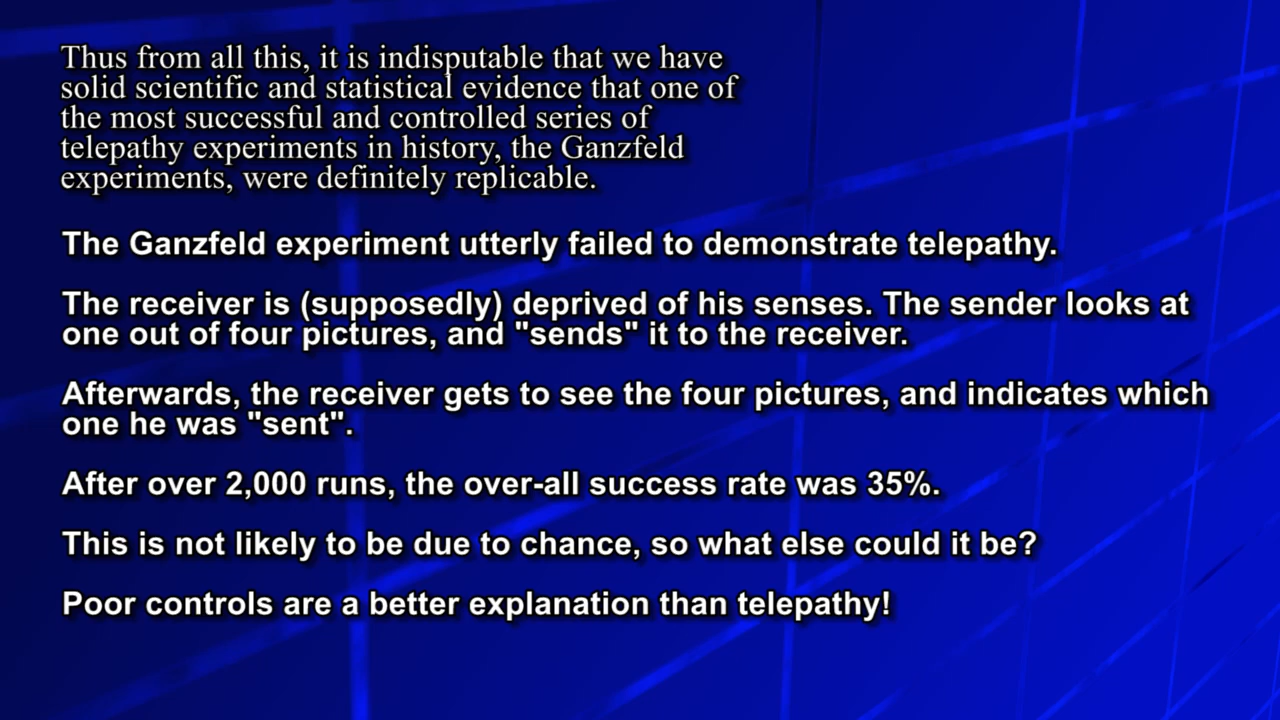 Thus from all this, it is indisputable that we have
solid scientific and statistical evidence that one of
the most successful and controlled series of
telepathy experiments in history, the Ganzfeld
experiments, were definitely replicable.
The Ganzfeld experiment utterly failed to demonstrate telepathy.
The receiver is (supposedly) deprived of his senses. The sender looks at
one out of four pictures, and "sends" it to the receiver.
Afterwards, the receiver gets to see the four pictures, and indicates which
one he was "sent".
After over 2,000 runs, the over-all success rate was 35%.
This is not likely to be due to chance, so what else could it be?
Poor controls are a better explanation than telepathy!